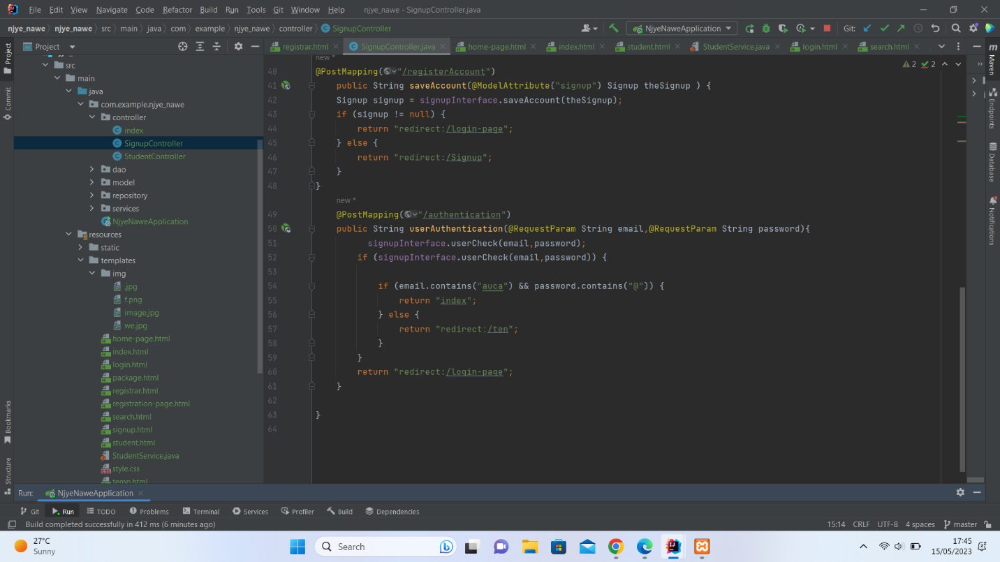 File Edit View Navigate Code Refactor Build Run Tools Git Window Help njye_nawe - SignupController.java
njye_nawe njye_nawe src main java com example njye_nawe controller SignupController NjyeNaweApplication Git:
Project registrar.html SignupController.java home-page.html index.html student.html StudentService.java login.html search.html
src
main
java
com.example.njye_nawe
controller
index
SignupController
StudentController
dao
model
repository
services
NjyeNaweApplication
resources
static
templates
img
.jpg
f.png
image.jpg
we.jpg
home-page.html
index.html
login.html
package.html
registrar.html
registration-page.html
search.html
signup.html
student.html
StudentService.java
style.css
temp.html
new *
2 2
40 @PostMapping("/registerAccount")
41 public String saveAccount(@ModelAttribute("signup") Signup theSignup ) {
42 Signup signup = signupInterface.saveAccount(theSignup);
43 if (signup != null) {
44 return "redirect:/login-page";
45 } else {
46 return "redirect:/Signup";
47 }
48 }
new *
49 @PostMapping("/authentication")
50 public String userAuthentication(@RequestParam String email,@RequestParam String password){
51 signupInterface.userCheck(email,password);
52 if (signupInterface.userCheck(email,password)) {
53
54 if (email.contains("auca") && password.contains("@")) {
55 return "index";
56 } else {
57 return "redirect:/ten";
58 }
59 }
60 return "redirect:/login-page";
61 }
62
63 }
64
Project
Commit
Bookmarks
Structure
m
Maven
Endpoints
Database
Notifications
Run: NjyeNaweApplication
Git Run TODO Problems Terminal Services Profiler Build Dependencies
Build completed successfully in 412 ms (6 minutes ago) 15:14 CRLF UTF-8 4 spaces master
27°C
Sunny
Search
17:45
15/05/2023